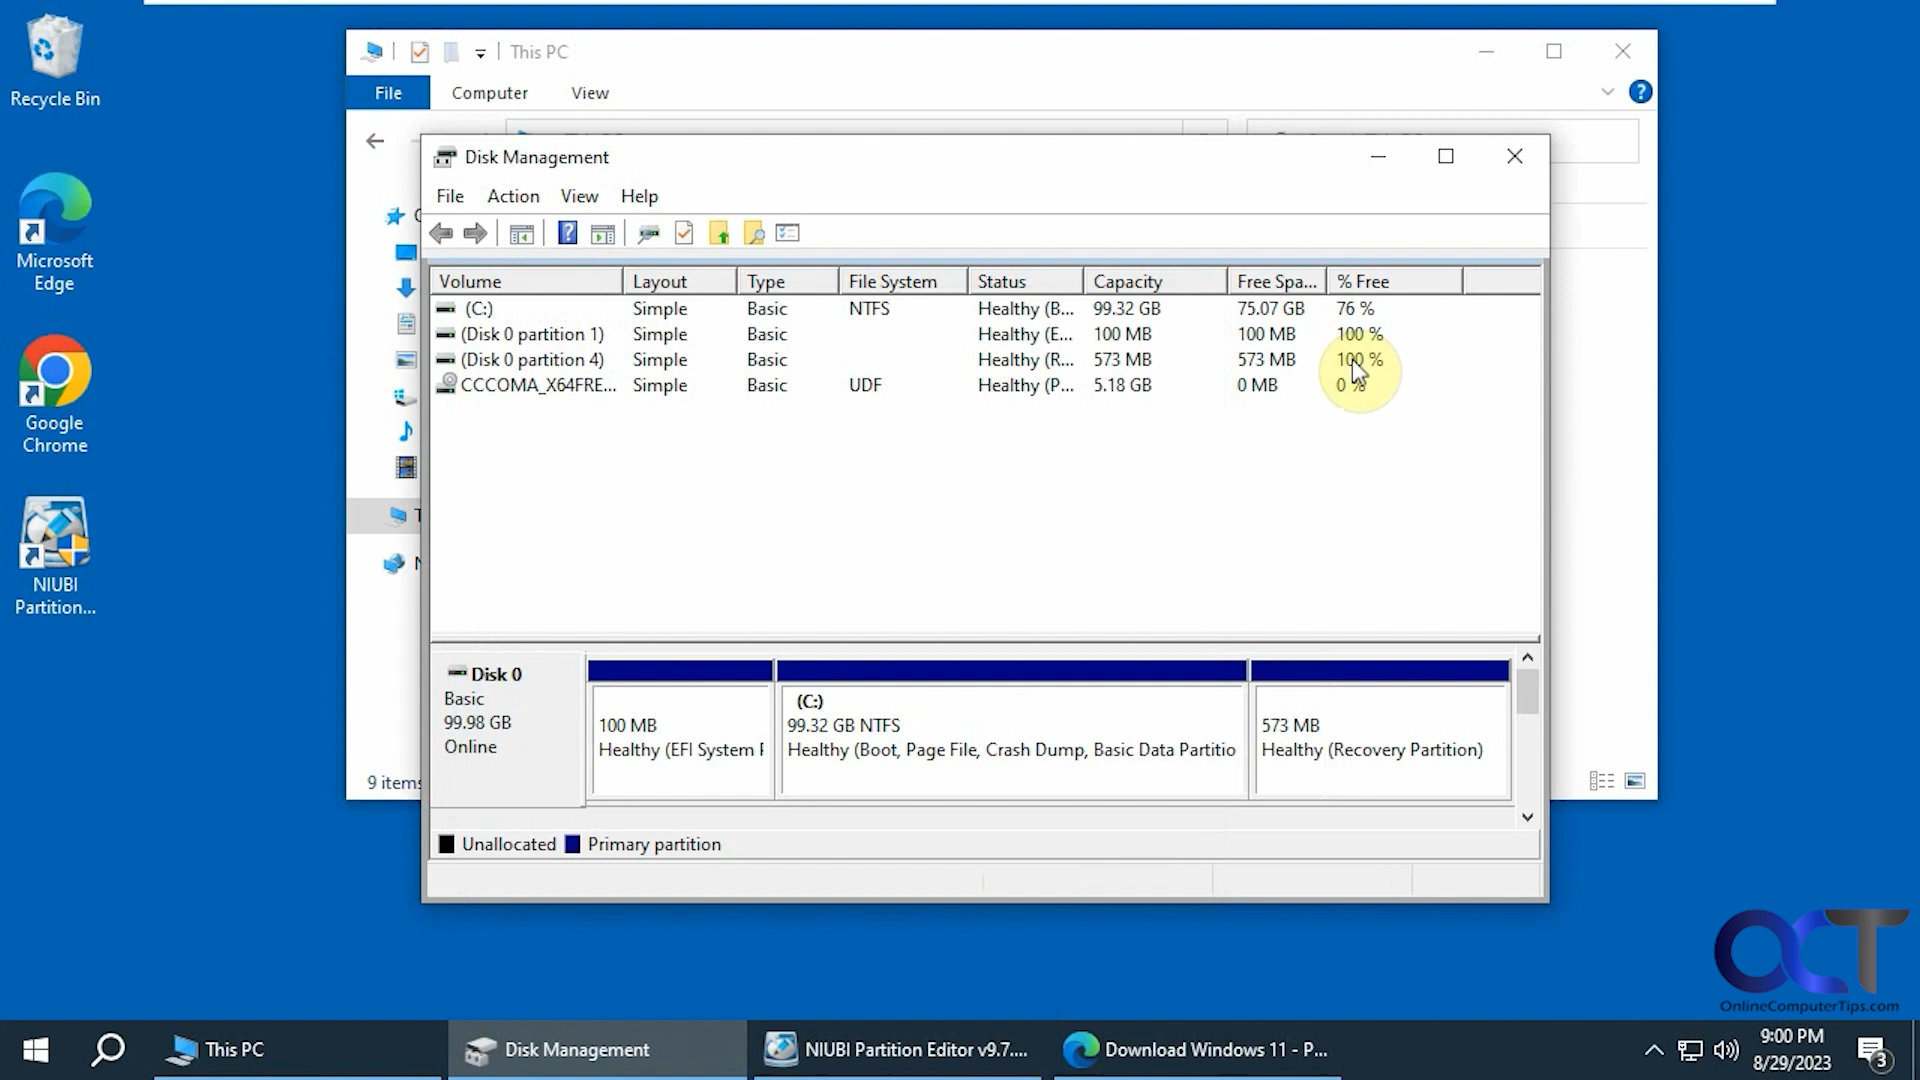 Recycle Bin
Microsoft
Edge
Google
Chrome
NIUBI
Partition...
This PC
File
Computer
View
?
9 items
Disk Management
File
Action
View
Help
Volume Layout Type File System Status Capacity Free Spa... % Free
(C:) Simple Basic NTFS Healthy (B... 99.32 GB 75.07 GB 76 %
(Disk 0 partition 1) Simple Basic Healthy (E... 100 MB 100 MB 100 %
(Disk 0 partition 4) Simple Basic Healthy (R... 573 MB 573 MB 100 %
CCCOMA_X64FRE... Simple Basic UDF Healthy (P... 5.18 GB 0 MB 0 %
Disk 0
Basic
99.98 GB
Online
100 MB
Healthy (EFI System
(C:)
99.32 GB NTFS
Healthy (Boot, Page File, Crash Dump, Basic Data Partitio
573 MB
Healthy (Recovery Partition)
Unallocated
Primary partition
OCT
OnlineComputerTips.com
This PC
Disk Management
NIUBI Partition Editor v9.7....
Download Windows 11 - P...
9:00 PM
8/29/2023
3